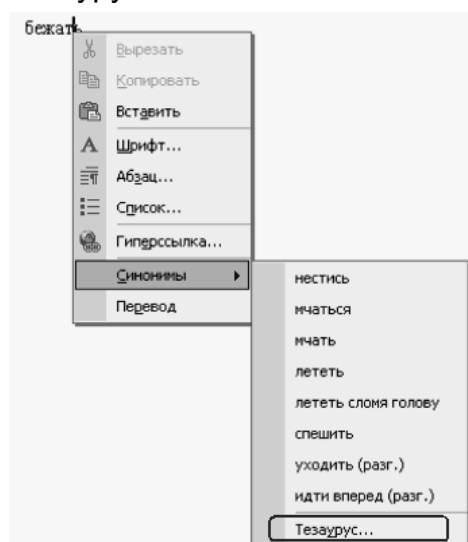 бежать
Вырезать
Копировать
Вставить
Шрифт...
Абзац...
Список...
Гиперссылка...
Синонимы
Перевод
нестись
мчаться
мчать
лететь
лететь сломя голову
спешить
уходить (разг.)
идти вперед (разг.)
Тезаурус...